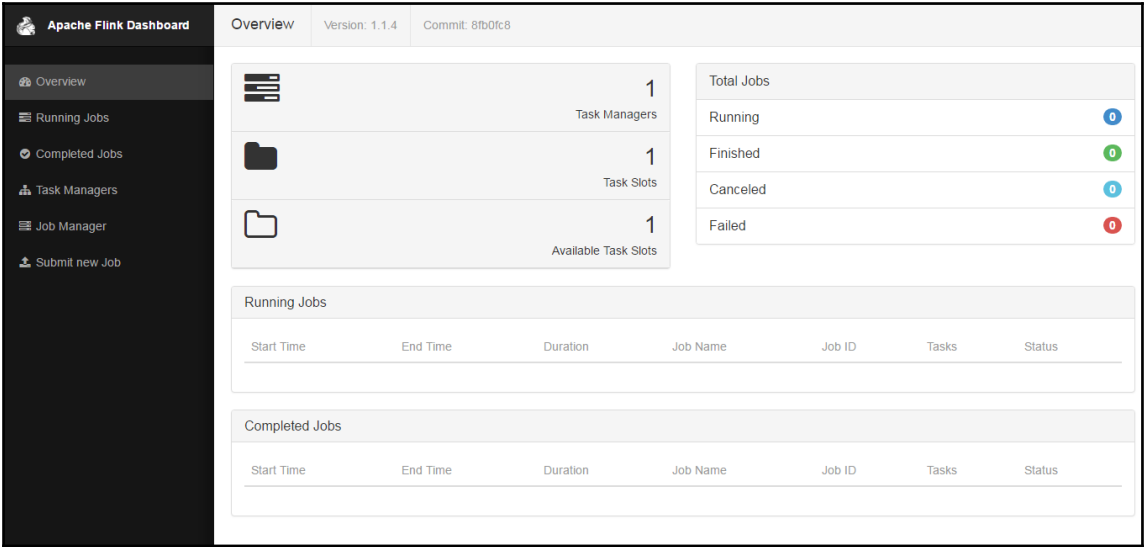 Apache Flink Dashboard
Overview
Running Jobs
Completed Jobs
Task Managers
Job Manager
Submit new Job
Overview Version: 1.1.4 Commit: 8fb0fc8
1
Task Managers
1
Task Slots
1
Available Task Slots
Total Jobs
Running 0
Finished 0
Canceled 0
Failed 0
Running Jobs
Start Time End Time Duration Job Name Job ID Tasks Status
Completed Jobs
Start Time End Time Duration Job Name Job ID Tasks Status